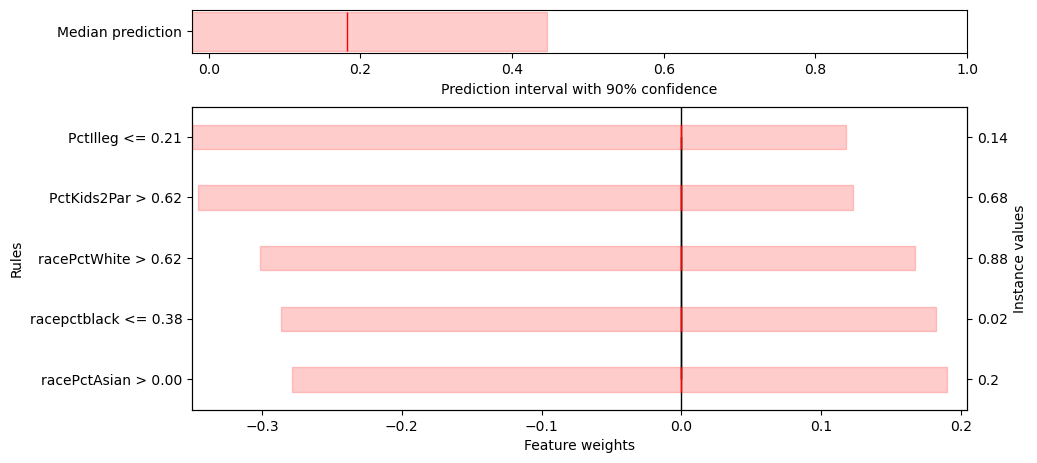 Median prediction
0.0 0.2 0.4 0.6 0.8 1.0
Prediction interval with 90% confidence
PctIlleg <= 0.21 0.14
PctKids2Par > 0.62 0.68
racePctWhite > 0.62 0.88
racepctblack <= 0.38 0.02
racePctAsian > 0.00 0.2
Rules
Instance values
−0.3 −0.2 −0.1 0.0 0.1 0.2
Feature weights